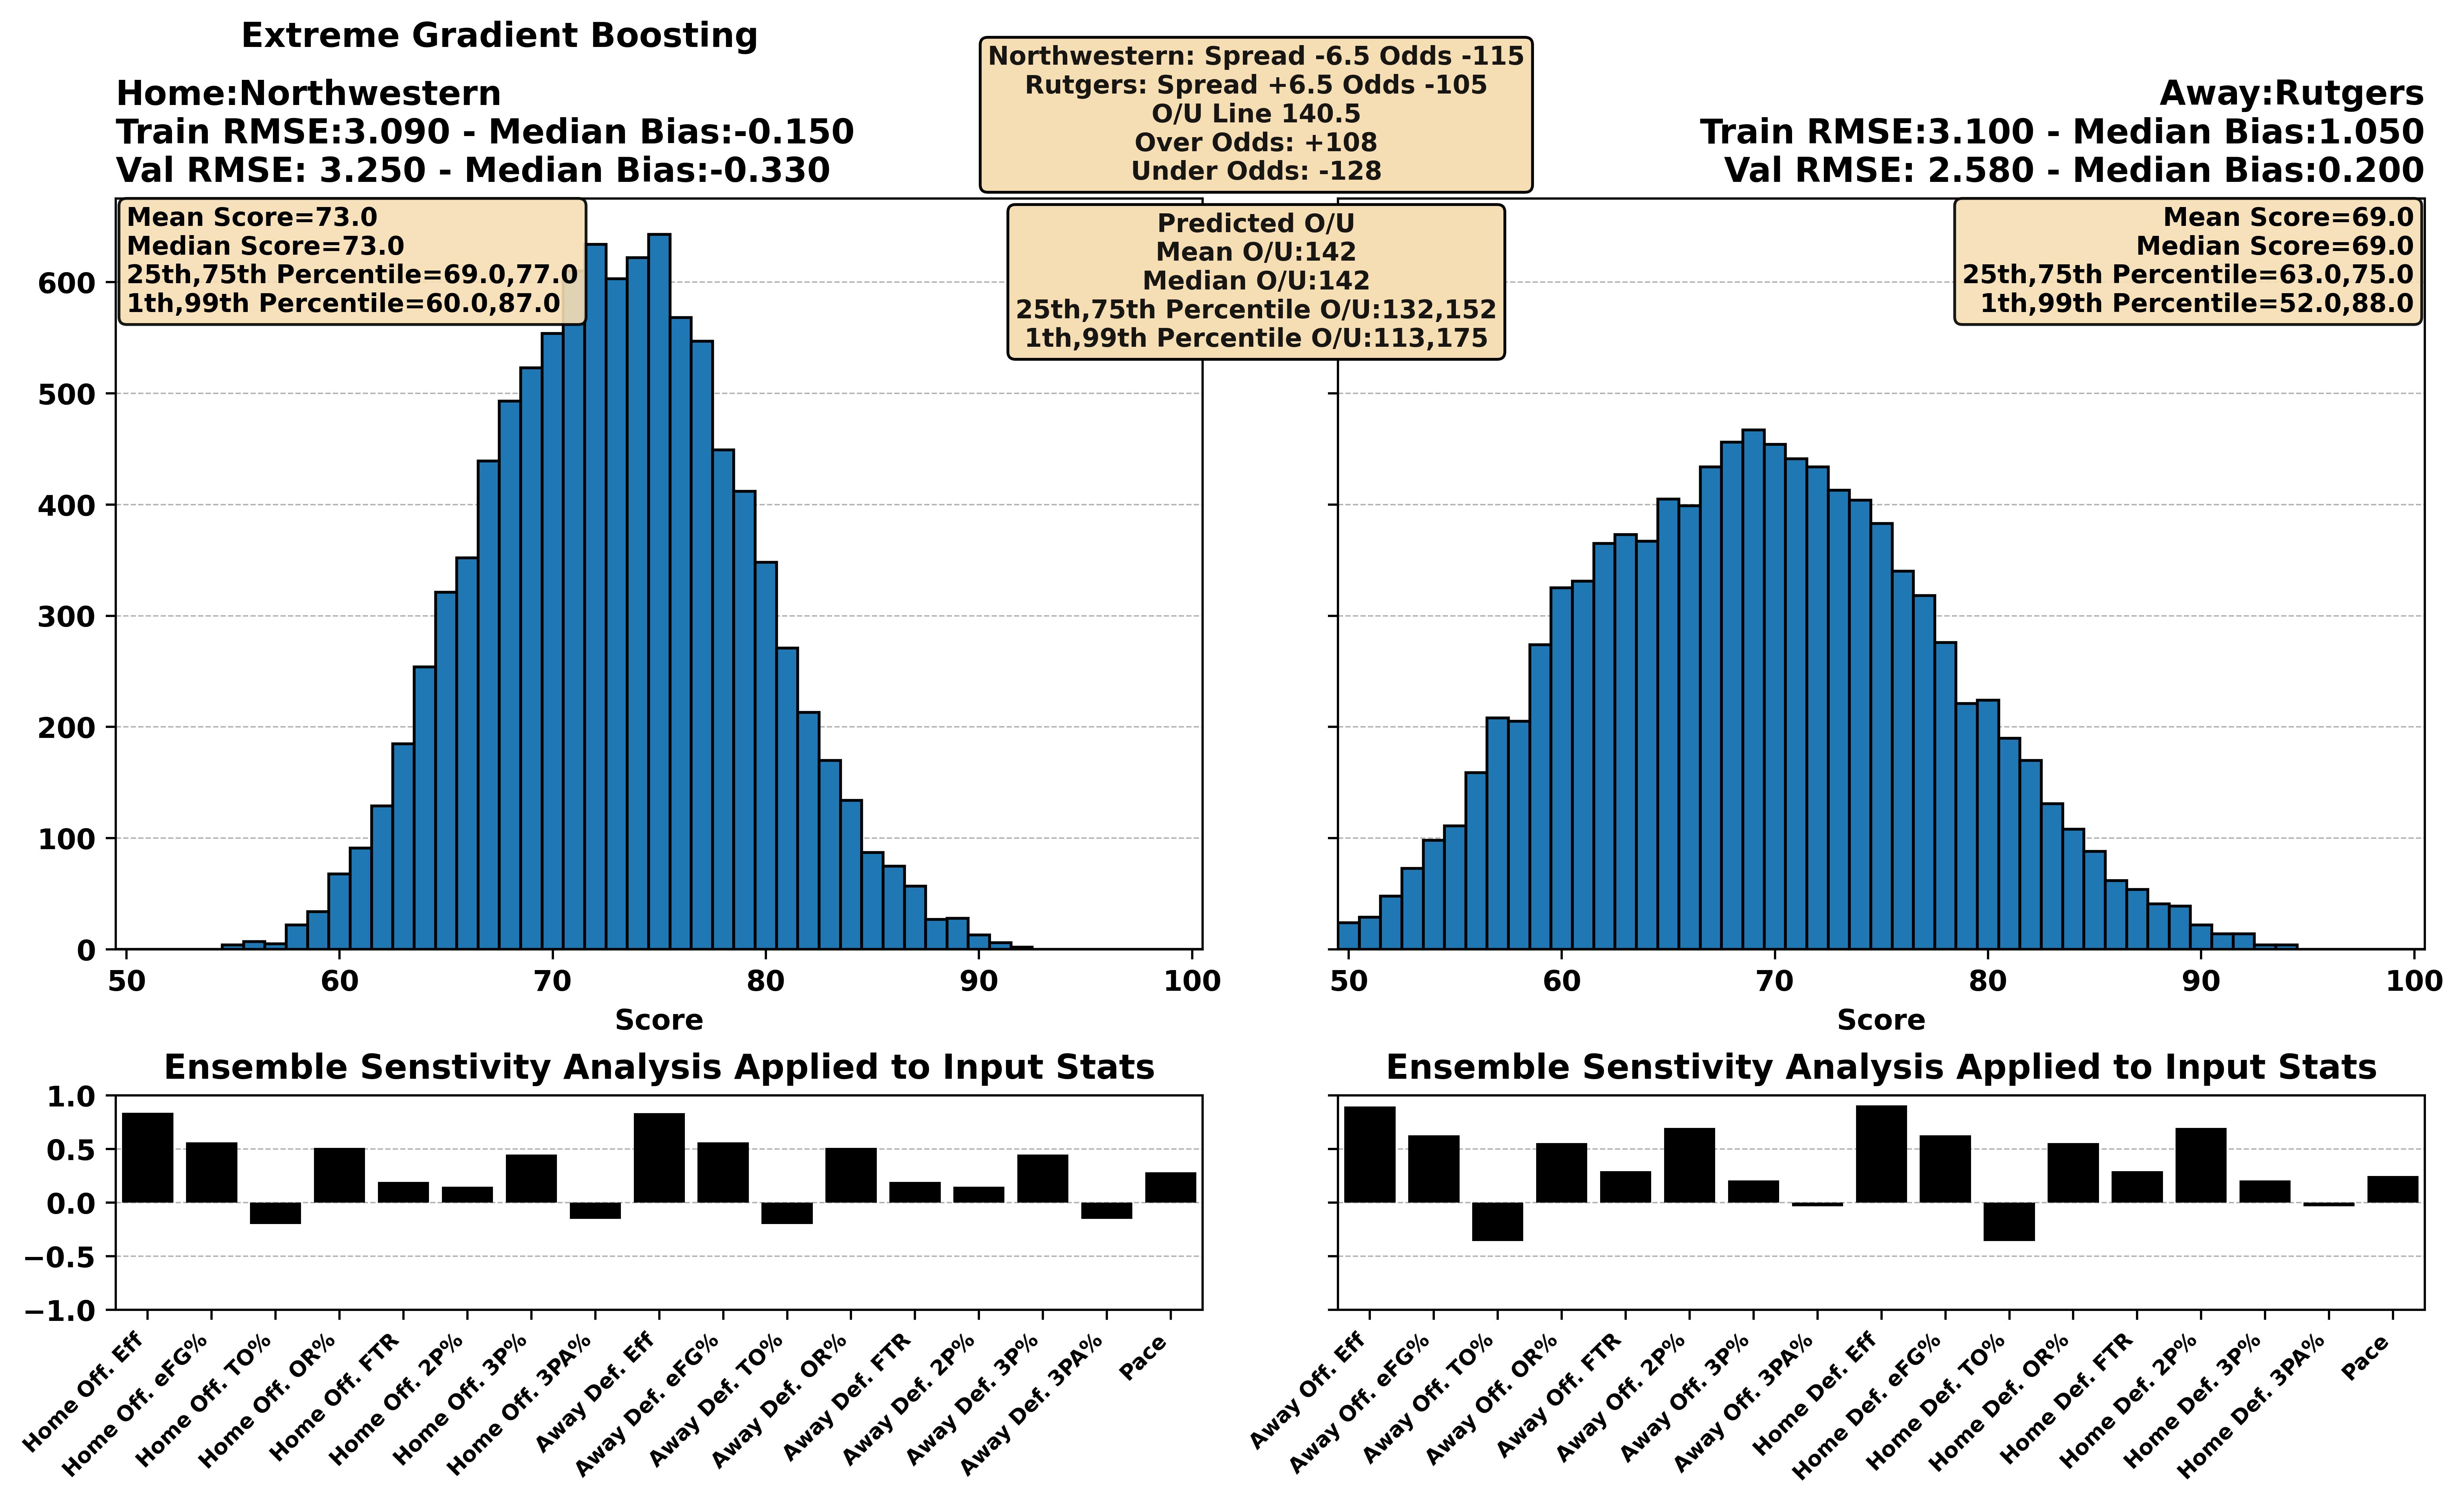 Extreme Gradient Boosting
Home:Northwestern
Train RMSE:3.090 - Median Bias:-0.150
Val RMSE: 3.250 - Median Bias:-0.330
Northwestern: Spread -6.5 Odds -115
Rutgers: Spread +6.5 Odds -105
O/U Line 140.5
Over Odds: +108
Under Odds: -128
Away:Rutgers
Train RMSE:3.100 - Median Bias:1.050
Val RMSE: 2.580 - Median Bias:0.200
Mean Score=73.0
Median Score=73.0
25th,75th Percentile=69.0,77.0
1th,99th Percentile=60.0,87.0
Predicted O/U
Mean O/U:142
Median O/U:142
25th,75th Percentile O/U:132,152
1th,99th Percentile O/U:113,175
Mean Score=69.0
Median Score=69.0
25th,75th Percentile=63.0,75.0
1th,99th Percentile=52.0,88.0
600
500
400
300
200
100
0
50 60 70 80 90 100
Score
50 60 70 80 90 100
Score
Ensemble Senstivity Analysis Applied to Input Stats
Ensemble Senstivity Analysis Applied to Input Stats
1.0
0.5
0.0
−0.5
−1.0
Home Off. Eff
Home Off. eFG%
Home Off. TO%
Home Off. OR%
Home Off. FTR
Home Off. 2P%
Home Off. 3P%
Home Off. 3PA%
Away Def. Eff
Away Def. eFG%
Away Def. TO%
Away Def. OR%
Away Def. FTR
Away Def. 2P%
Away Def. 3P%
Away Def. 3PA%
Pace
Away Off. Eff
Away Off. eFG%
Away Off. TO%
Away Off. OR%
Away Off. FTR
Away Off. 2P%
Away Off. 3P%
Away Off. 3PA%
Home Def. Eff
Home Def. eFG%
Home Def. TO%
Home Def. OR%
Home Def. FTR
Home Def. 2P%
Home Def. 3P%
Home Def. 3PA%
Pace